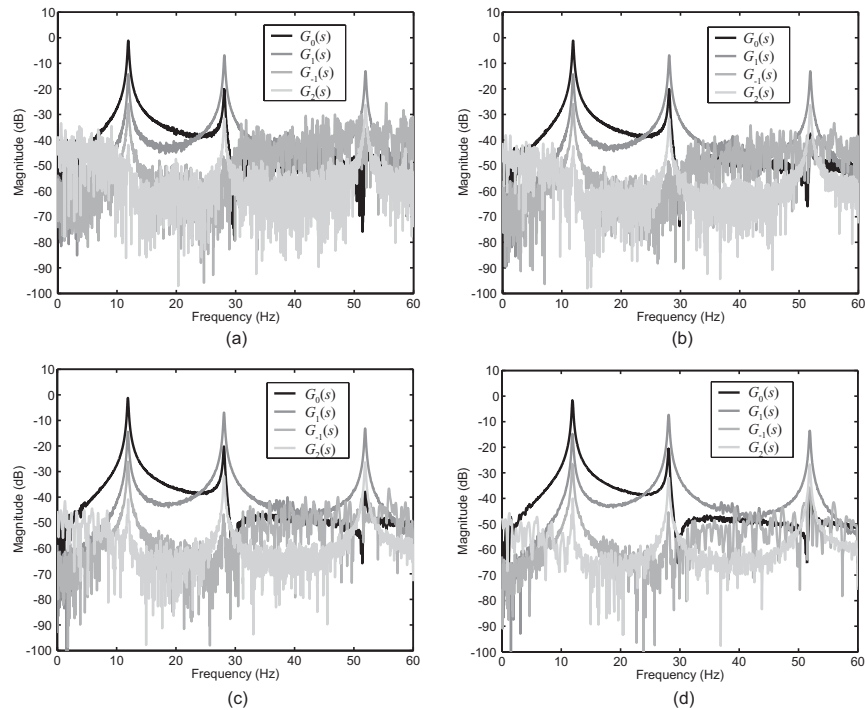 10
0
-10
-20
-30
-40
-50
-60
-70
-80
-90
-100
Magnitude (dB)
G0(s)
G1(s)
G-1(s)
G2(s)
0 10 20 30 40 50 60
Frequency (Hz)
(a)
10
0
-10
-20
-30
-40
-50
-60
-70
-80
-90
-100
Magnitude (dB)
G0(s)
G1(s)
G-1(s)
G2(s)
0 10 20 30 40 50 60
Frequency (Hz)
(b)
10
0
-10
-20
-30
-40
-50
-60
-70
-80
-90
-100
Magnitude (dB)
G0(s)
G1(s)
G-1(s)
G2(s)
0 10 20 30 40 50 60
Frequency (Hz)
(c)
10
0
-10
-20
-30
-40
-50
-60
-70
-80
-90
-100
Magnitude (dB)
G0(s)
G1(s)
G-1(s)
G2(s)
0 10 20 30 40 50 60
Frequency (Hz)
(d)